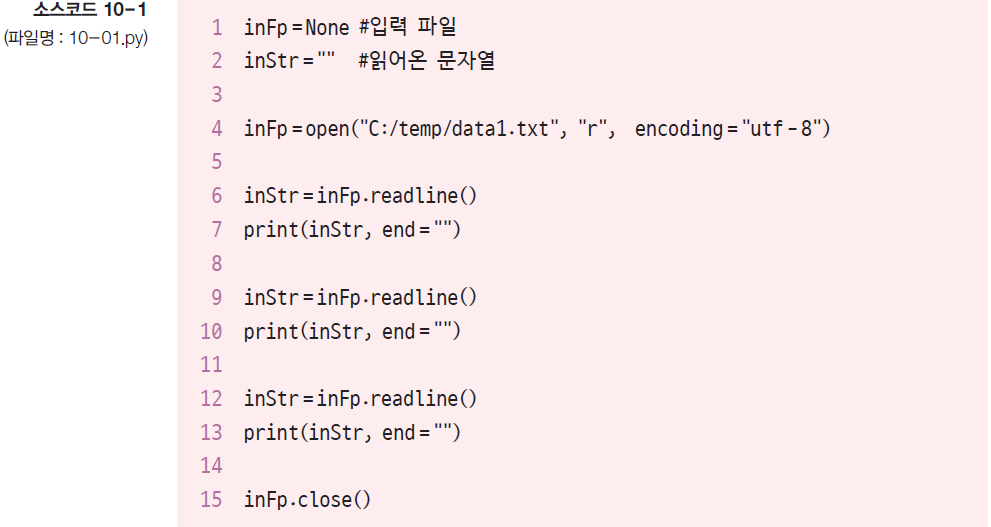 소스코드 10-1
(파일명 : 10-01.py)
1 inFp=None #입력 파일
2 inStr="" #읽어온 문자열
3
4 inFp=open("C:/temp/data1.txt", "r", encoding="utf-8")
5
6 inStr=inFp.readline()
7 print(inStr, end="")
8
9 inStr=inFp.readline()
10 print(inStr, end="")
11
12 inStr=inFp.readline()
13 print(inStr, end="")
14
15 inFp.close()